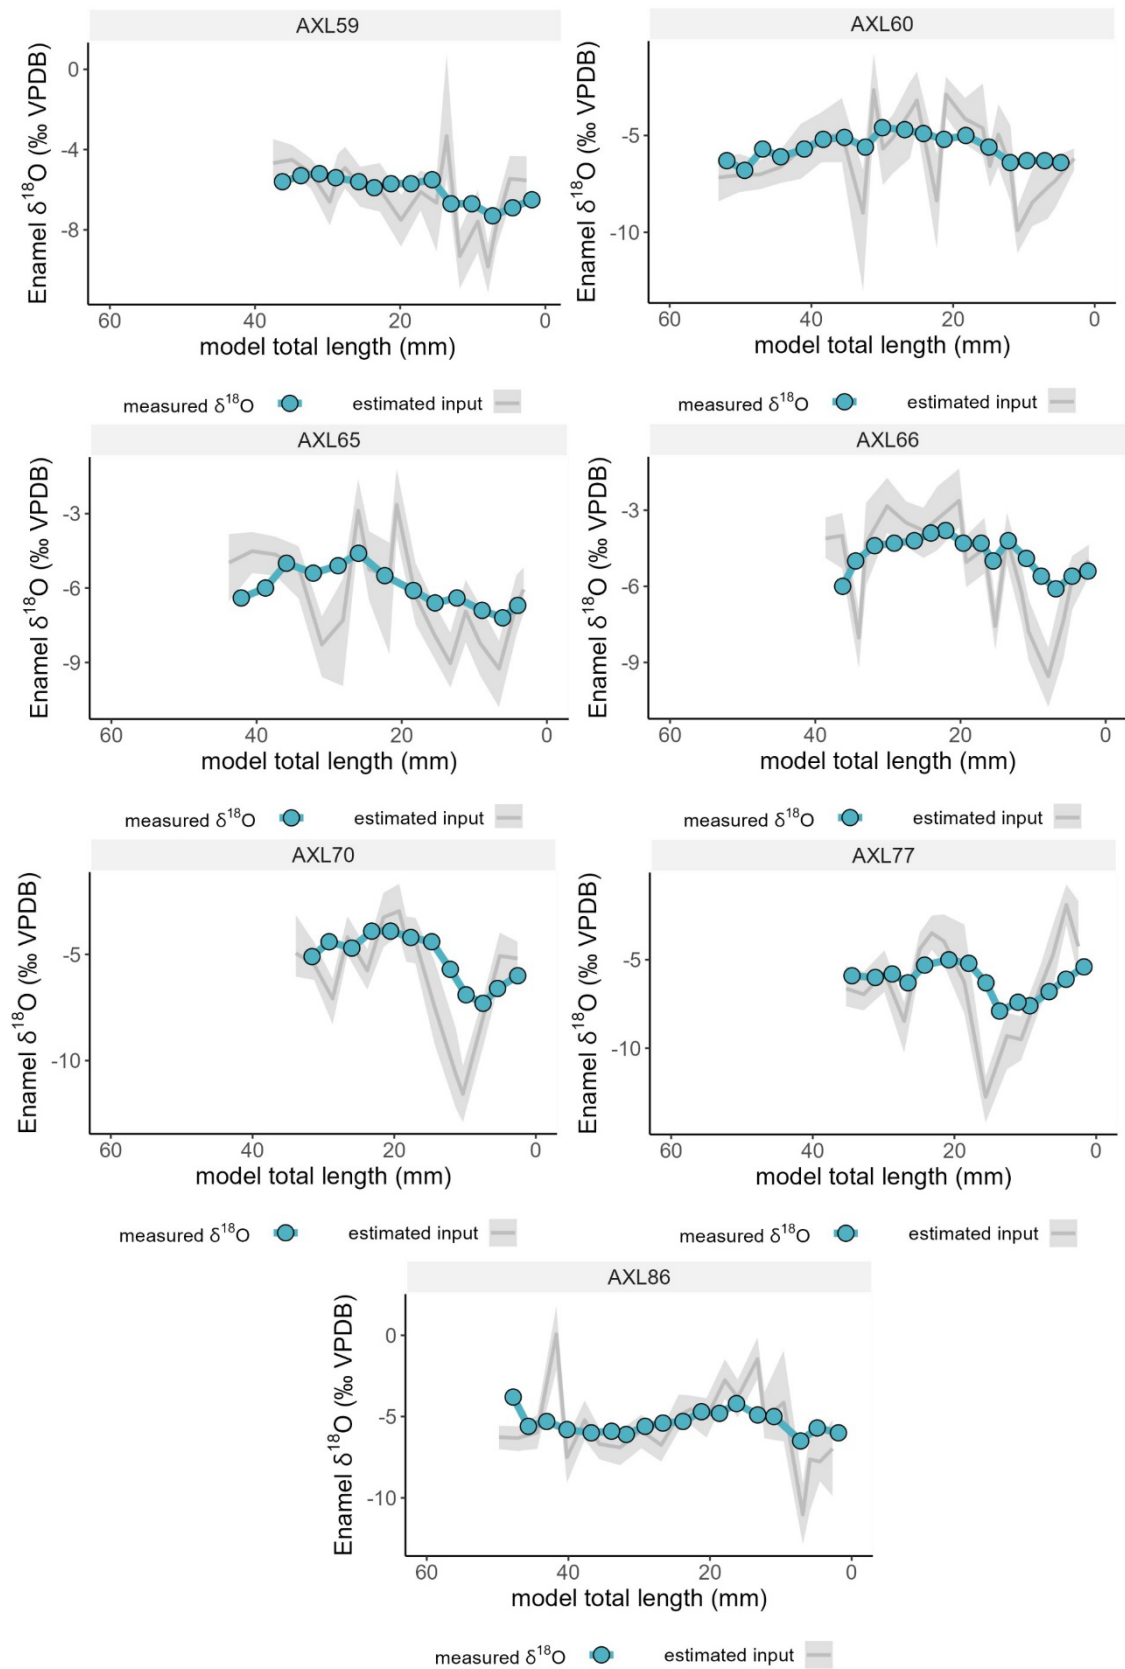 AXL59
Enamel δ¹⁸O (‰ VPDB)
0
-4
-8
60
40
20
0
model total length (mm)
measured δ¹⁸O
estimated input
AXL60
Enamel δ¹⁸O (‰ VPDB)
-5
-10
60
40
20
0
model total length (mm)
measured δ¹⁸O
estimated input
AXL65
Enamel δ¹⁸O (‰ VPDB)
-3
-6
-9
60
40
20
0
model total length (mm)
measured δ¹⁸O
estimated input
AXL66
Enamel δ¹⁸O (‰ VPDB)
-3
-6
-9
60
40
20
0
model total length (mm)
measured δ¹⁸O
estimated input
AXL70
Enamel δ¹⁸O (‰ VPDB)
-5
-10
60
40
20
0
model total length (mm)
measured δ¹⁸O
estimated input
AXL77
Enamel δ¹⁸O (‰ VPDB)
-5
-10
60
40
20
0
model total length (mm)
measured δ¹⁸O
estimated input
AXL86
Enamel δ¹⁸O (‰ VPDB)
0
-5
-10
60
40
20
0
model total length (mm)
measured δ¹⁸O
estimated input